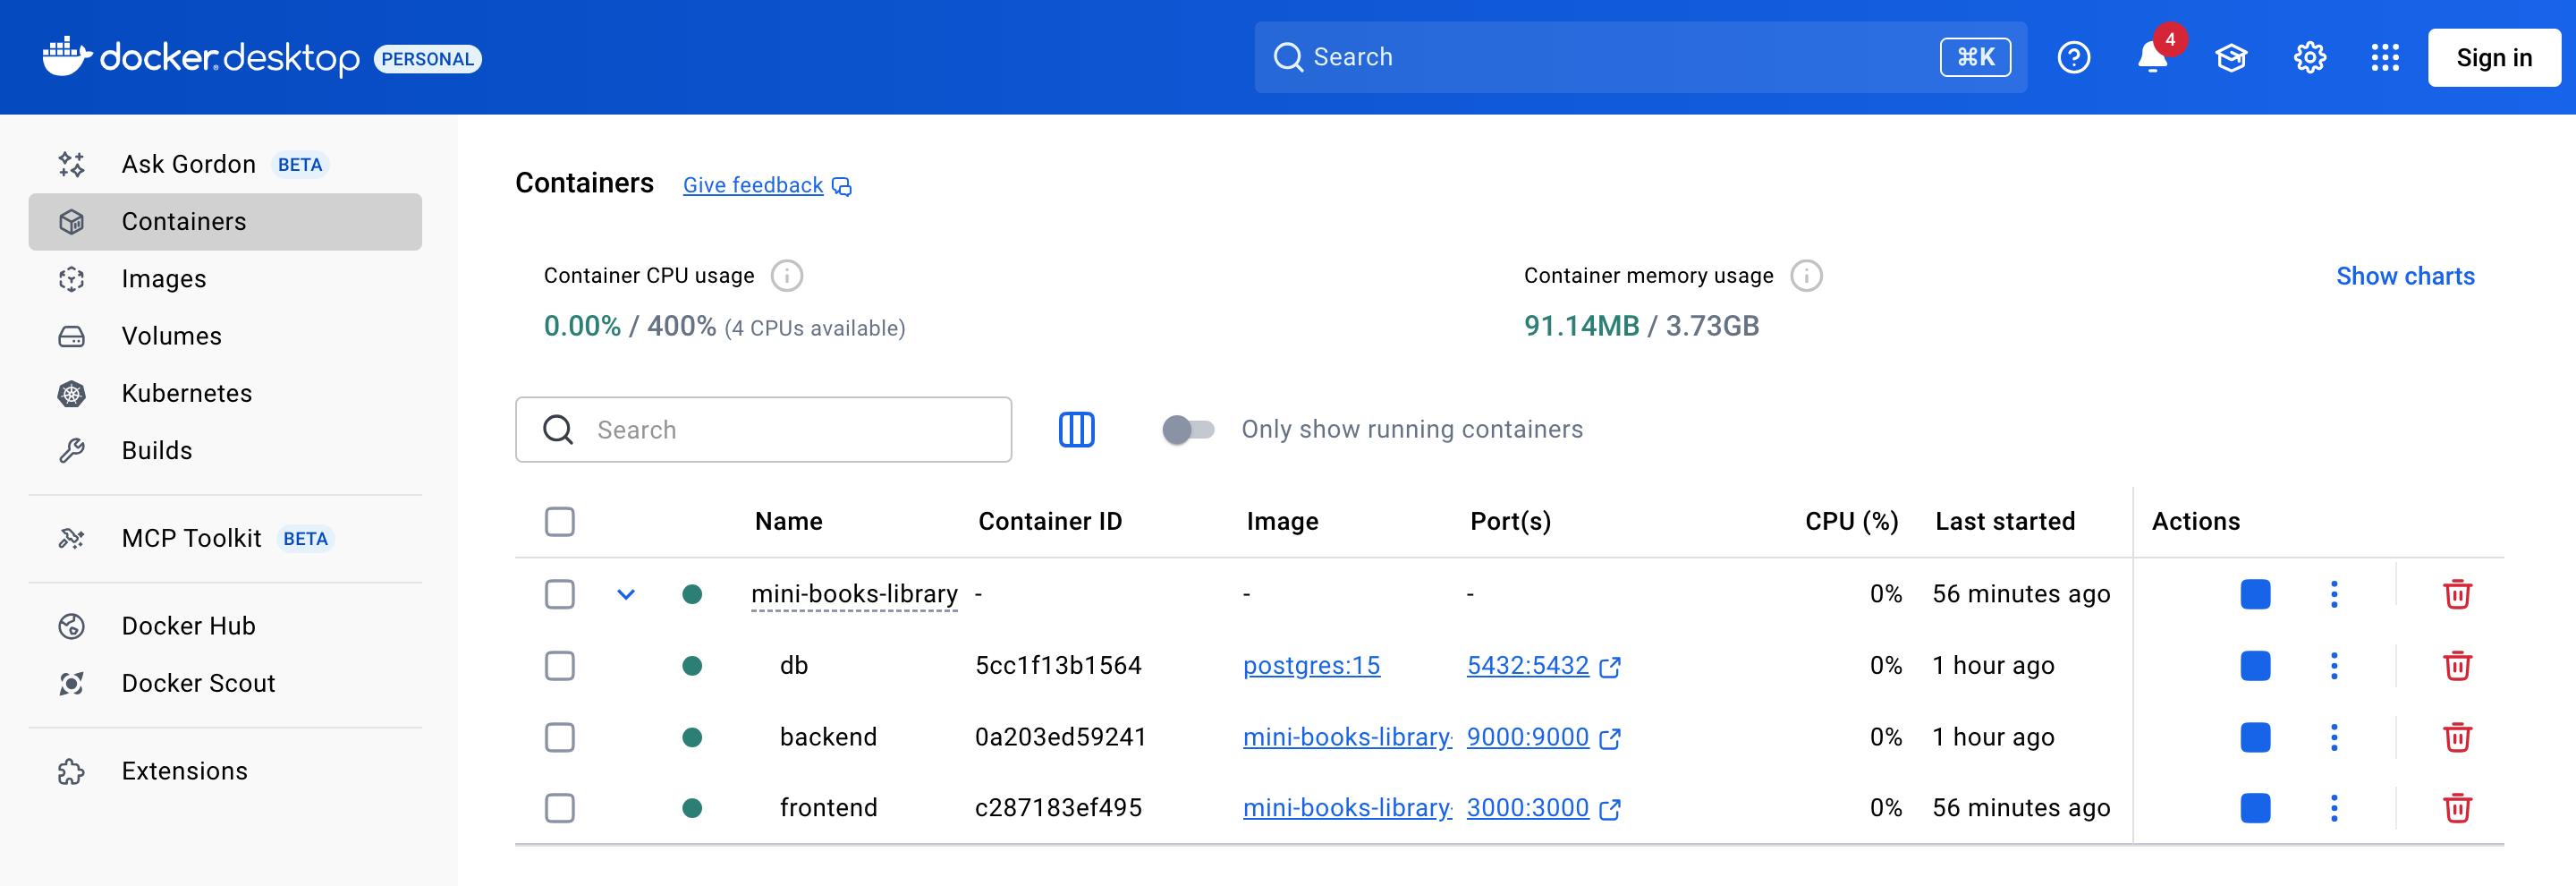 docker.desktop PERSONAL
Search ⌘K
4
Sign in
Ask Gordon BETA
Containers
Images
Volumes
Kubernetes
Builds
MCP Toolkit BETA
Docker Hub
Docker Scout
Extensions
Containers Give feedback
Container CPU usage
0.00% / 400% (4 CPUs available)
Container memory usage
91.14MB / 3.73GB
Show charts
Search
Only show running containers
Name Container ID Image Port(s) CPU (%) Last started Actions
mini-books-library - - - 0% 56 minutes ago
db 5cc1f13b1564 postgres:15 5432:5432 0% 1 hour ago
backend 0a203ed59241 mini-books-library- 9000:9000 0% 1 hour ago
frontend c287183ef495 mini-books-library- 3000:3000 0% 56 minutes ago